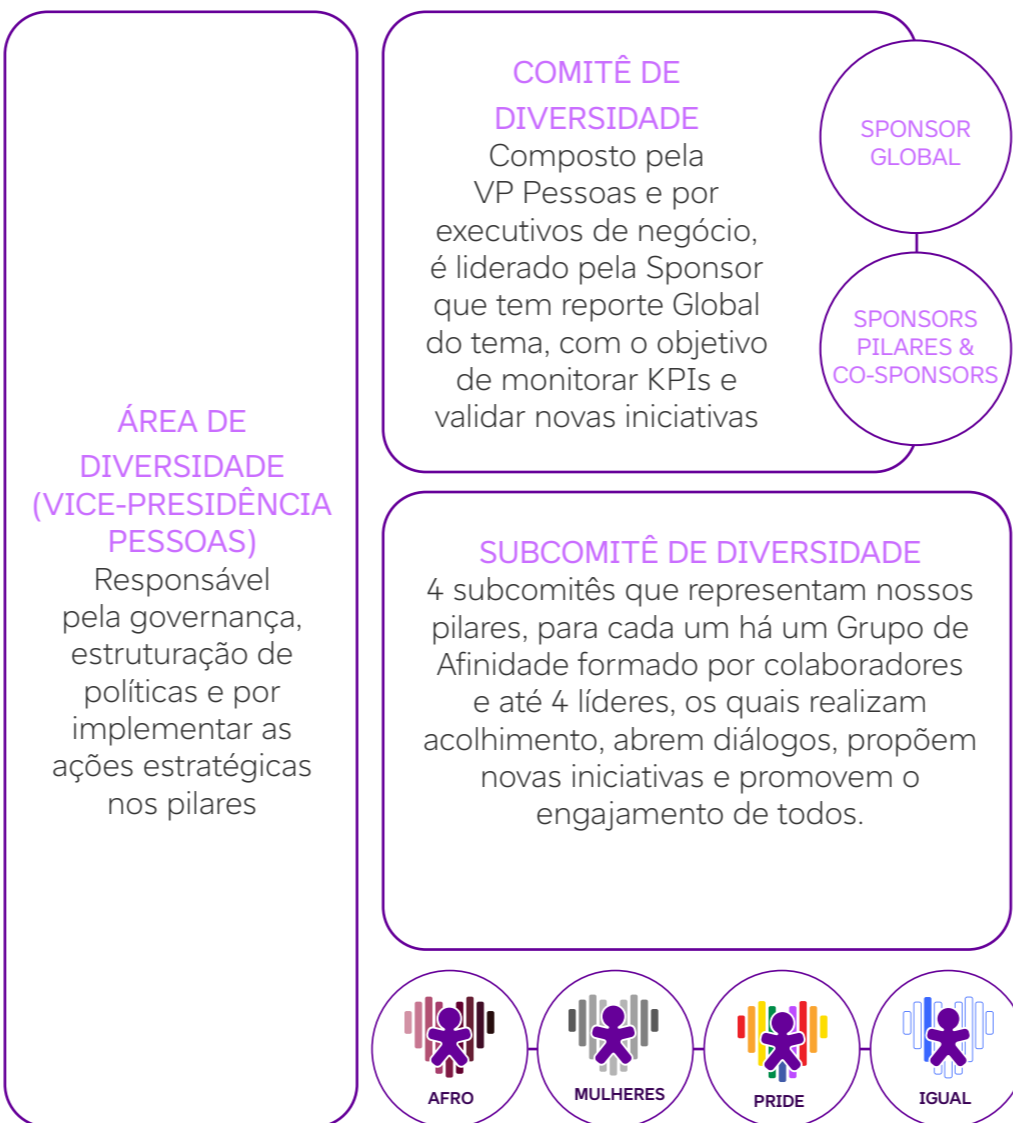 ÁREA DE
DIVERSIDADE
(VICE-PRESIDÊNCIA
PESSOAS)
Responsável
pela governança,
estruturação de
políticas e por
implementar as
ações estratégicas
nos pilares
COMITÊ DE
DIVERSIDADE
Composto pela
VP Pessoas e por
executivos de negócio,
é liderado pela Sponsor
que tem reporte Global
do tema, com o objetivo
de monitorar KPIs e
validar novas iniciativas
SPONSOR
GLOBAL
SPONSORS
PILARES &
CO-SPONSORS
SUBCOMITÊ DE DIVERSIDADE
4 subcomitês que representam nossos
pilares, para cada um há um Grupo de
Afinidade formado por colaboradores
e até 4 líderes, os quais realizam
acolhimento, abrem diálogos, propõem
novas iniciativas e promovem o
engajamento de todos.
AFRO
MULHERES
PRIDE
IGUAL